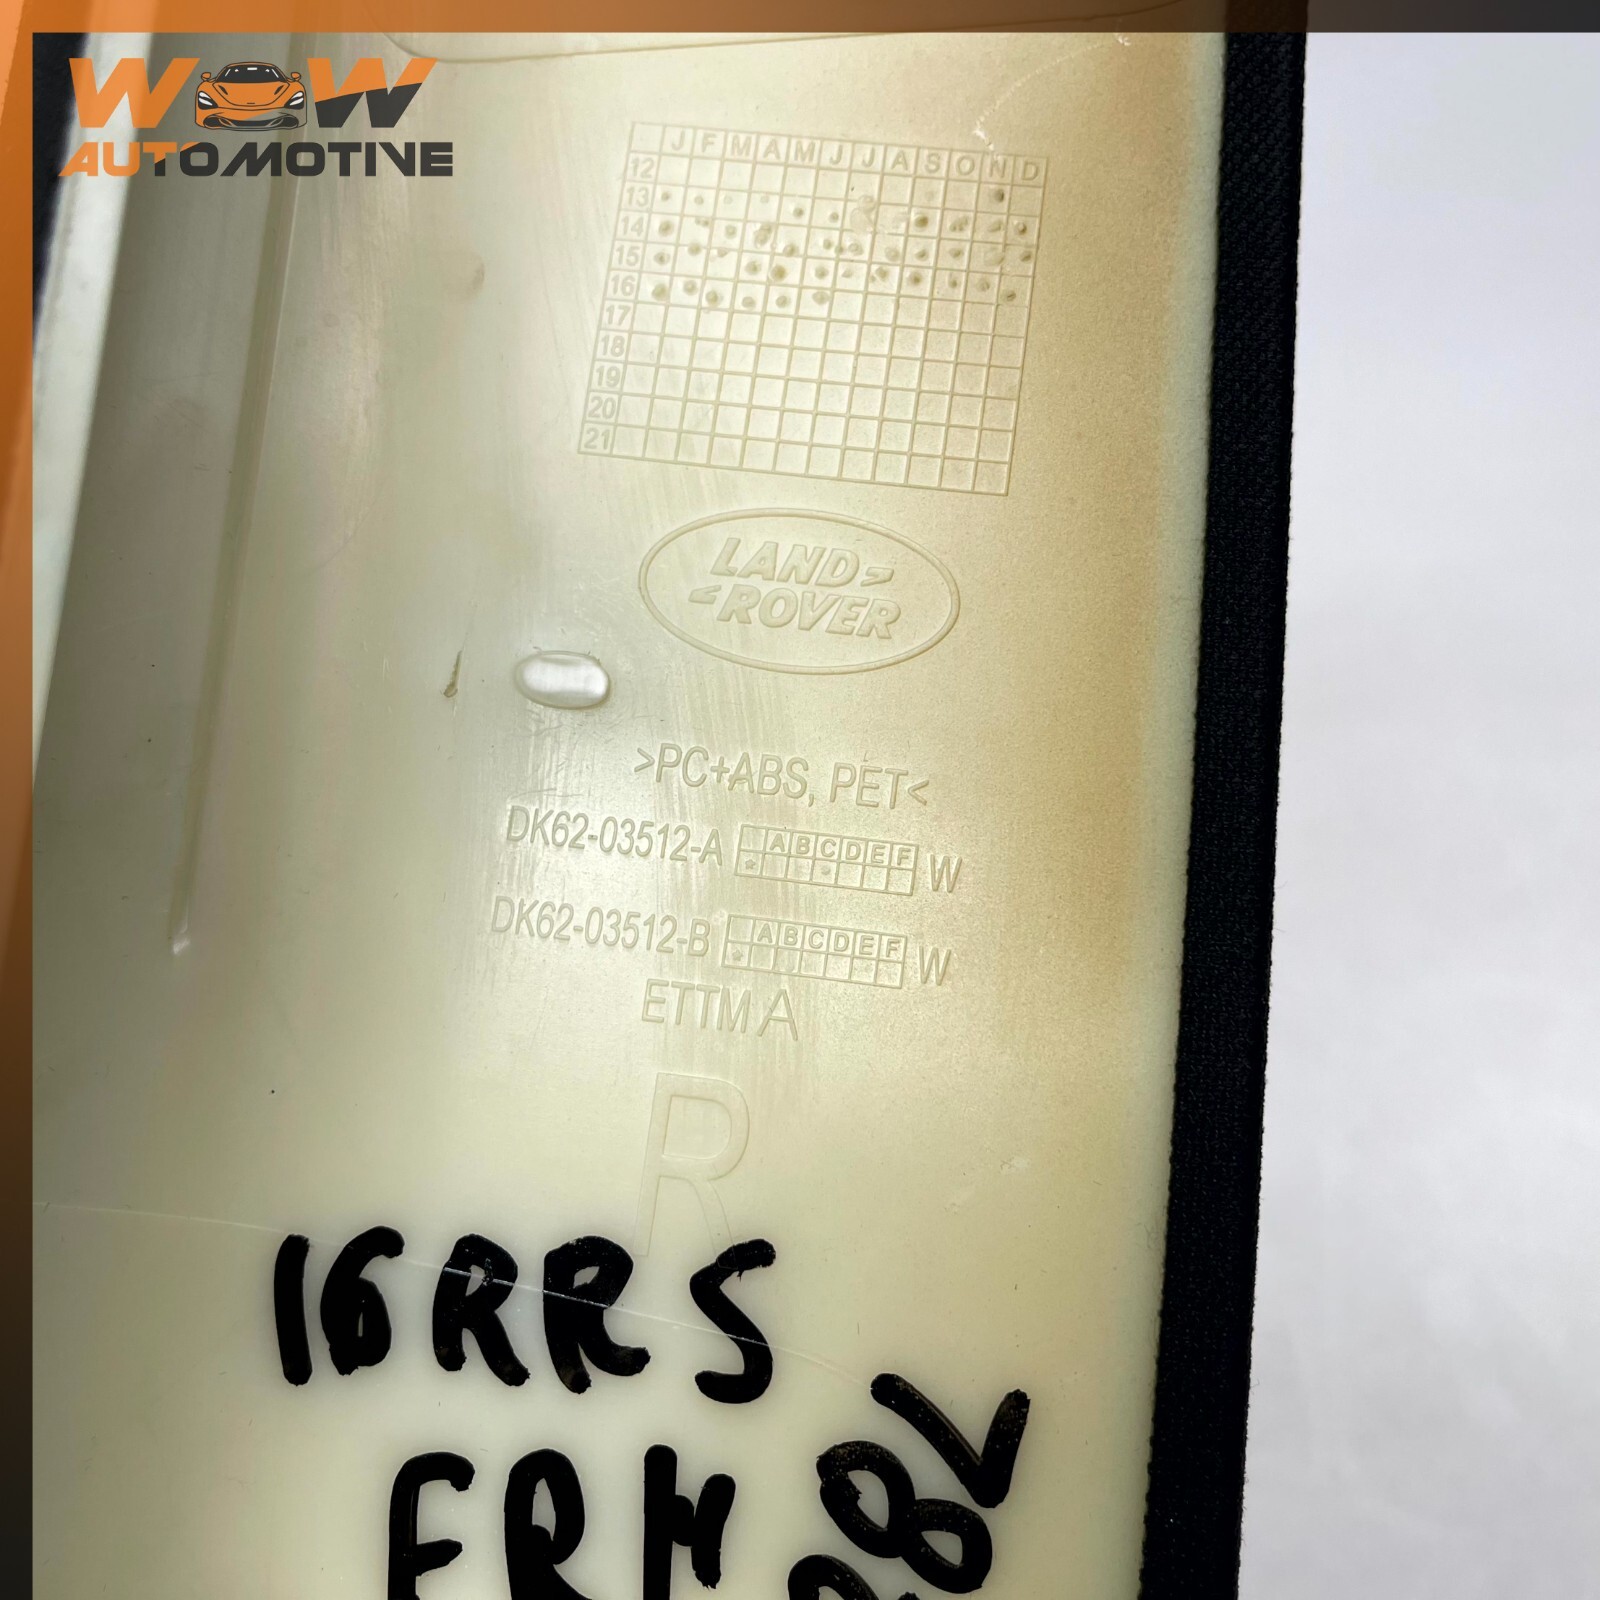 WOW
AUTOMOTIVE
J F M A M J J A S O N D
12
13
14
15
16
17
18
19
20
21
LAND
ROVER
>PC+ABS, PET<
DK62-03512-A A B C D E F W
DK62-03512-B A B C D E F W
ETTM A
R
16RRS